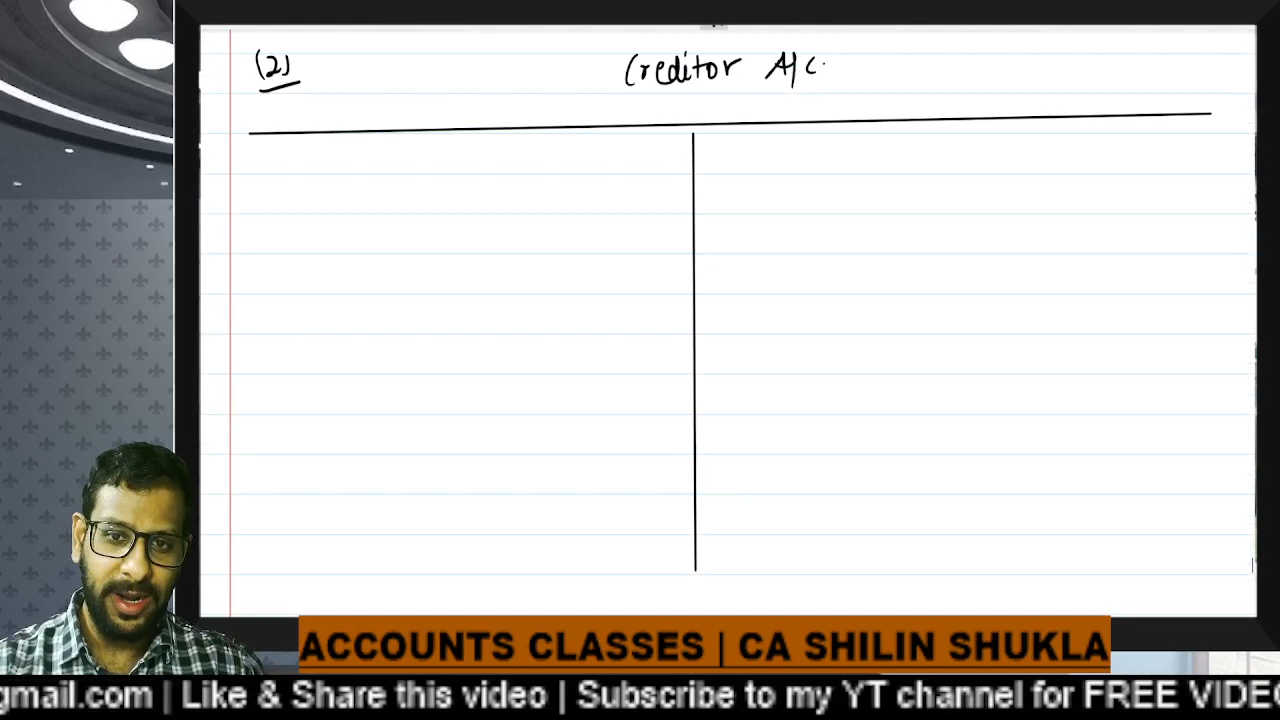 (2)
Creditor A/c.
ACCOUNTS CLASSES | CA SHILIN SHUKLA
gmail.com | Like & Share this video | Subscribe to my YT channel for FREE VIDEO